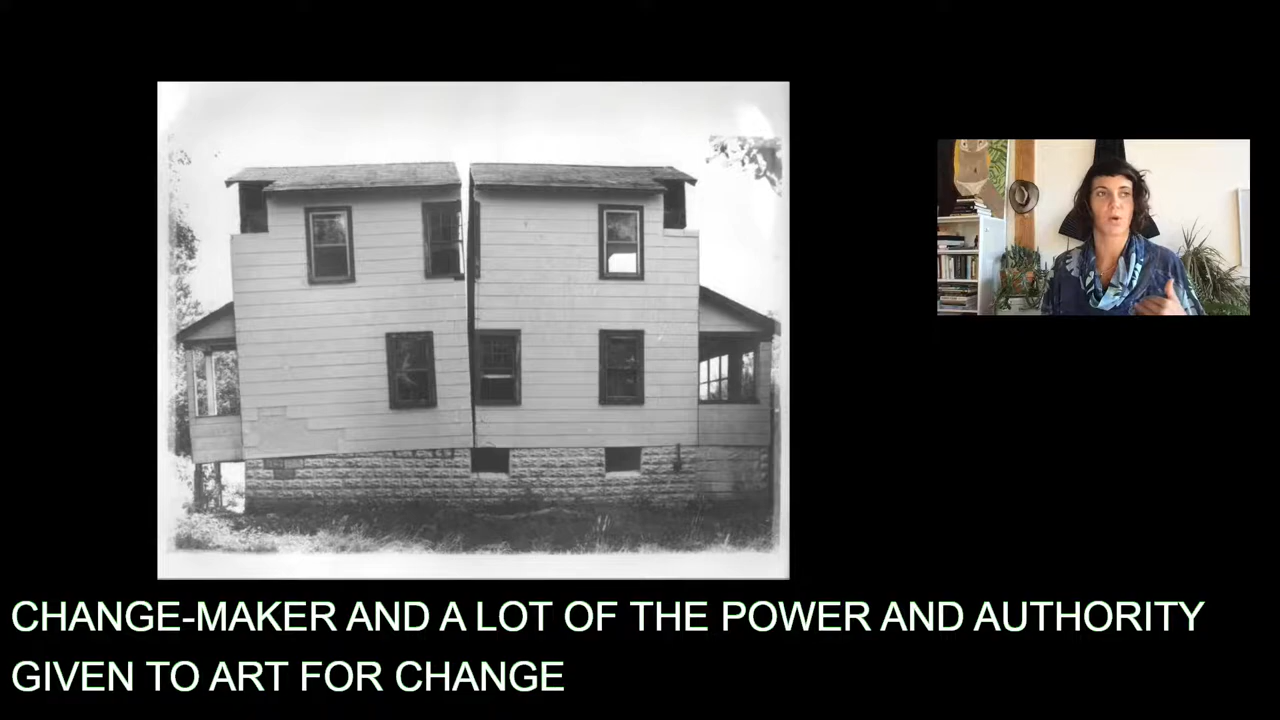 CHANGE-MAKER AND A LOT OF THE POWER AND AUTHORITY
GIVEN TO ART FOR CHANGE